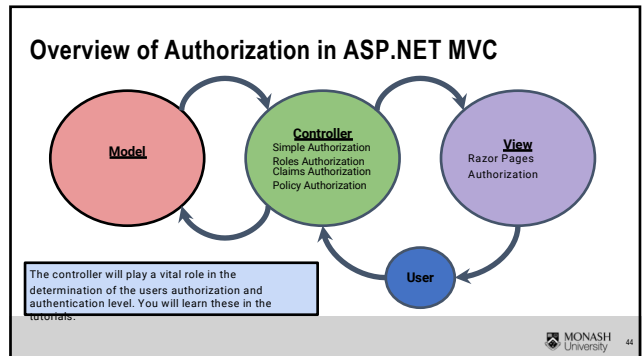 Overview of Authorization in ASP.NET MVC
Model
Controller
Simple Authorization
Roles Authorization
Claims Authorization
Policy Authorization
View
Razor Pages
Authorization
User
The controller will play a vital role in the
determination of the users authorization and
authentication level. You will learn these in the
tutorials.
MONASH
University
44